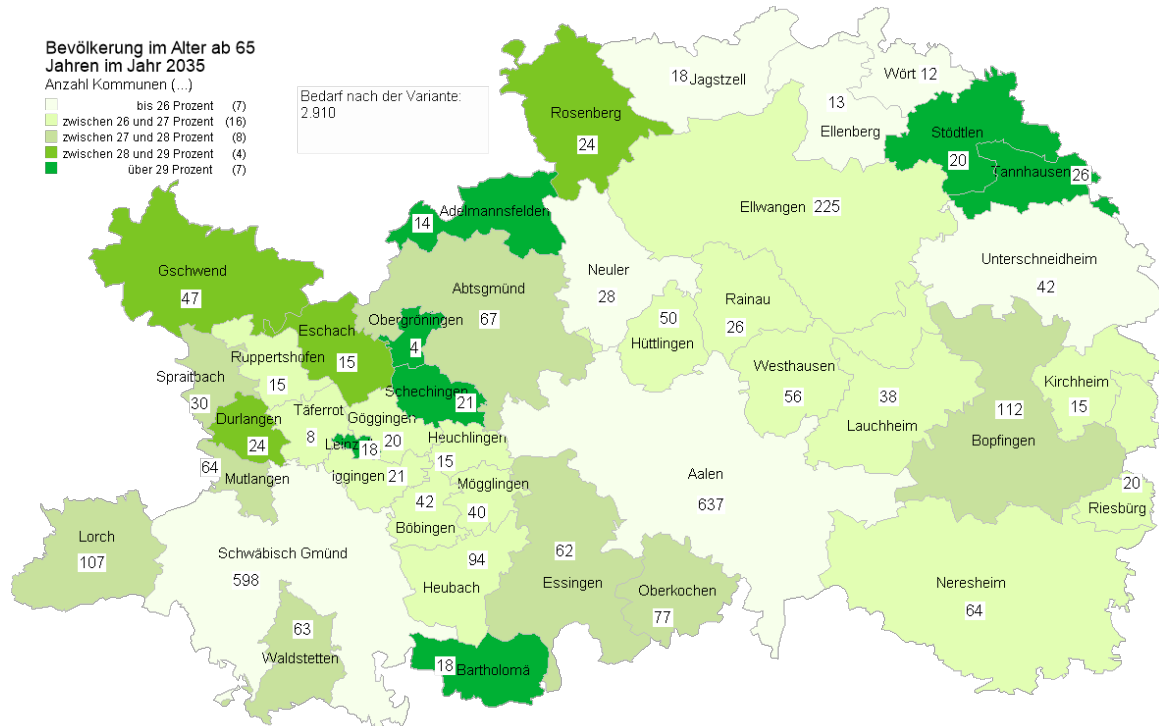 Bevölkerung im Alter ab 65
Jahren im Jahr 2035
Anzahl Kommunen (...)
bis 26 Prozent (7)
zwischen 26 und 27 Prozent (16)
zwischen 27 und 28 Prozent (8)
zwischen 28 und 29 Prozent (4)
über 29 Prozent (7)
Bedarf nach der Variante:
2.910
18 Jagstzell
Wört 12
13
Ellenberg
Rosenberg
24
Stödtlen
20
Tannhausen 26
Adelmannsfelden
14
Ellwangen 225
Gschwend
47
Unterschneidheim
42
Neuler
28
Abtsgmünd
67
Rainau
26
50
Hüttlingen
Obergröningen
4
Eschach
15
Ruppertshofen
15
Spraitbach
30
Westhausen
56
38
Lauchheim
Kirchheim
15
112
Bopfingen
Schechingen
21
Durlangen
24
Täferrot
8
Göggingen
20
Heuchlingen
15
18
64
Mutlangen
Iggingen 21
Mögglingen
40
42
Böbingen
Aalen
637
20
Riesbürg
Lorch
107
Schwäbisch Gmünd
598
94
Heubach
62
Essingen
Oberkochen
77
Neresheim
64
63
Waldstetten
18 Bartholomä